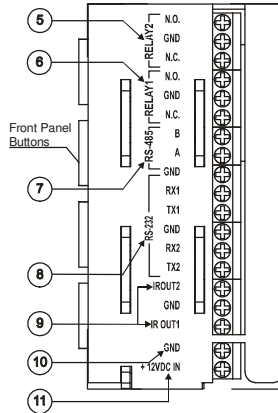 5
RELAY2
N.O.
GND
N.C.
6
RELAY1
N.O.
GND
N.C.
Front Panel
Buttons
7
RS-485
B
A
GND
8
RS-232
RX1
TX1
GND
RX2
TX2
9
IROUT2
GND
IR OUT1
10
GND
+ 12VDC IN
11